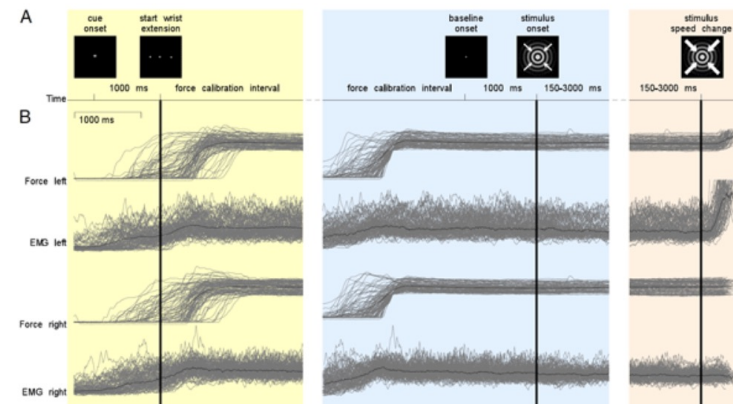 A
cue onset
start wrist extension
baseline onset
stimulus onset
stimulus speed change
1000 ms
force calibration interval
force calibration interval
1000 ms
150-3000 ms
150-3000 ms
Time
B
1000 ms
Force left
EMG left
Force right
EMG right